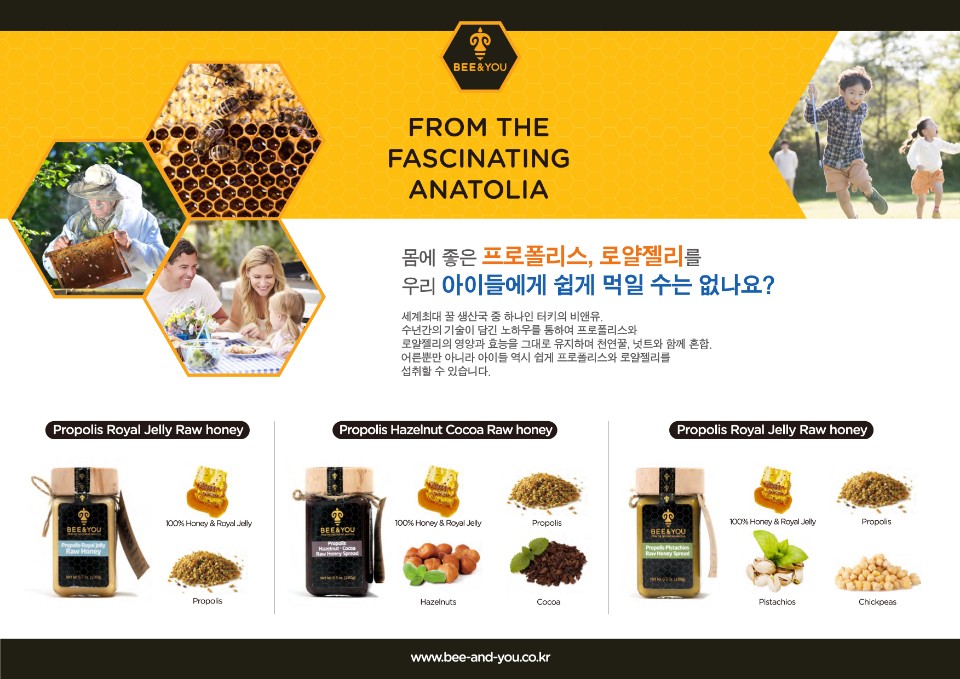 BEE&YOU
FROM THE
FASCINATING
ANATOLIA
몸에 좋은 프로폴리스, 로얄젤리를
우리 아이들에게 쉽게 먹일 수는 없나요?
세계최대 꿀 생산국 중 하나인 터키의 비앤유.
수년간의 기술이 담긴 노하우를 통하여 프로폴리스와
로얄젤리의 영양과 효능을 그대로 유지하며 천연꿀, 넛트와 함께 혼합.
어른뿐만 아니라 아이들 역시 쉽게 프로폴리스와 로얄젤리를
섭취할 수 있습니다.
Propolis Royal Jelly Raw honey
BEE&YOU
Propolis-Royal Jelly
Raw Honey
100% Honey & Royal Jelly
Propolis
Propolis Hazelnut Cocoa Raw honey
BEE&YOU
Propolis
Hazelnut - Cocoa
Raw Honey Spread
100% Honey & Royal Jelly
Propolis
Hazelnuts
Cocoa
Propolis Royal Jelly Raw honey
BEE&YOU
Propolis-Pistachios
Raw Honey Spread
100% Honey & Royal Jelly
Propolis
Pistachios
Chickpeas
www.bee-and-you.co.kr